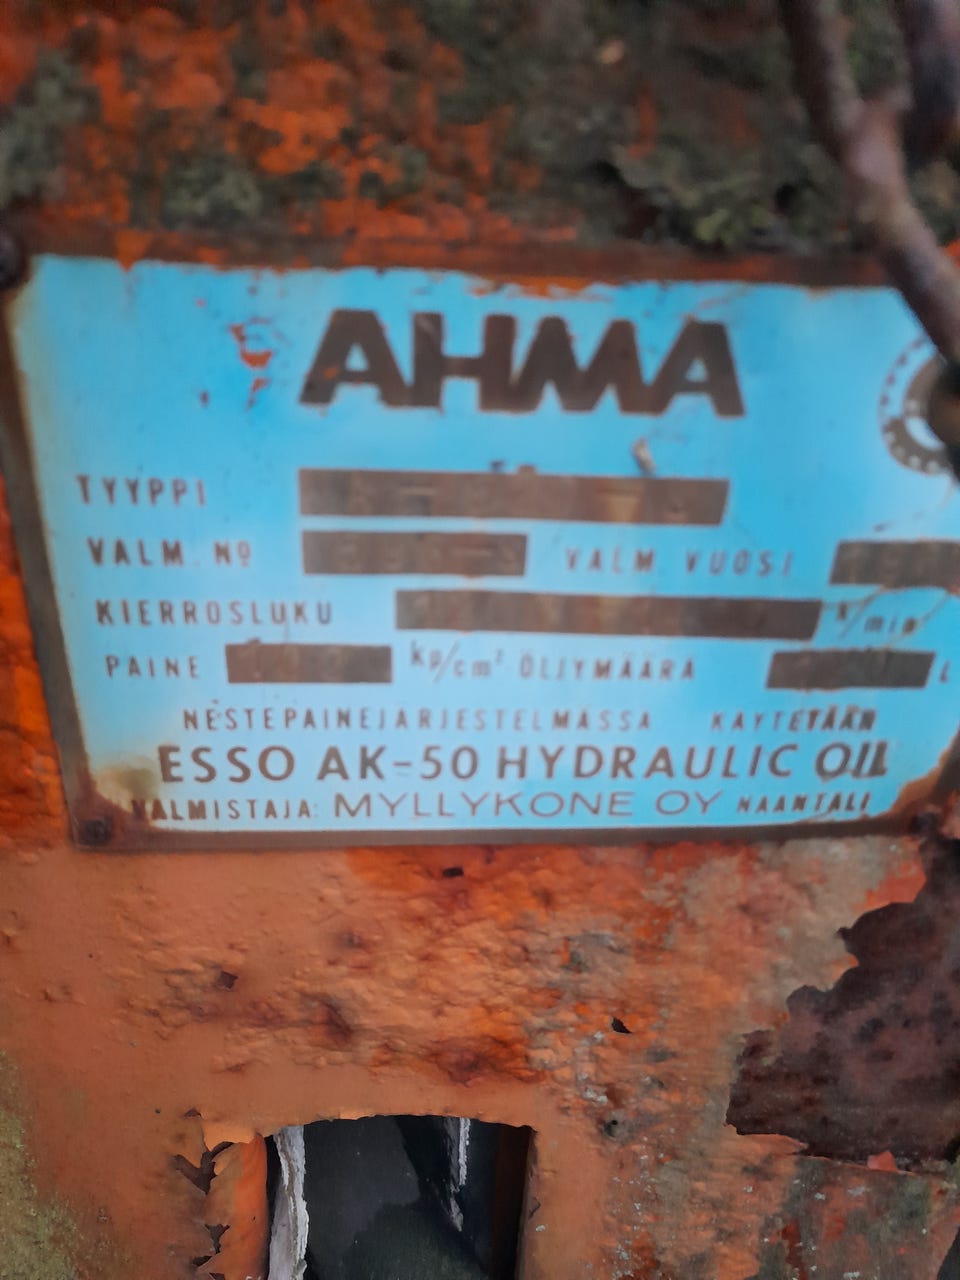 AHMA
TYYPPI
VALM. Nº VALM. VUOSI
KIERROSLUKU K/min
PAINE kp/cm² ÖLJYMÄÄRÄ L
NESTEPAINEJÄRJESTELMÄSSÄ KÄYTETÄÄN
ESSO AK-50 HYDRAULIC OIL
VALMISTAJA: MYLLYKONE OY NAANTALI